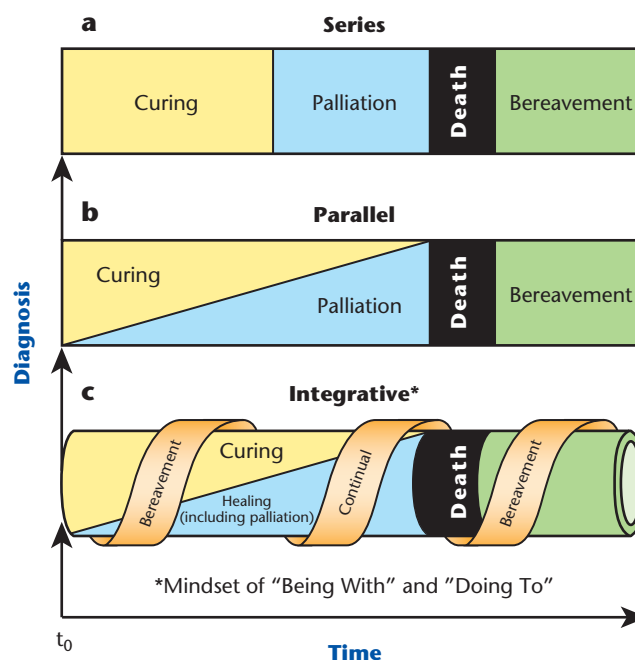 a
Series
Curing
Palliation
Death
Bereavement
b
Parallel
Curing
Palliation
Death
Bereavement
Diagnosis
c
Integrative*
Bereavement
Curing
Healing
(including palliation)
Continual
Death
Bereavement
*Mindset of “Being With” and ”Doing To”
t0
Time